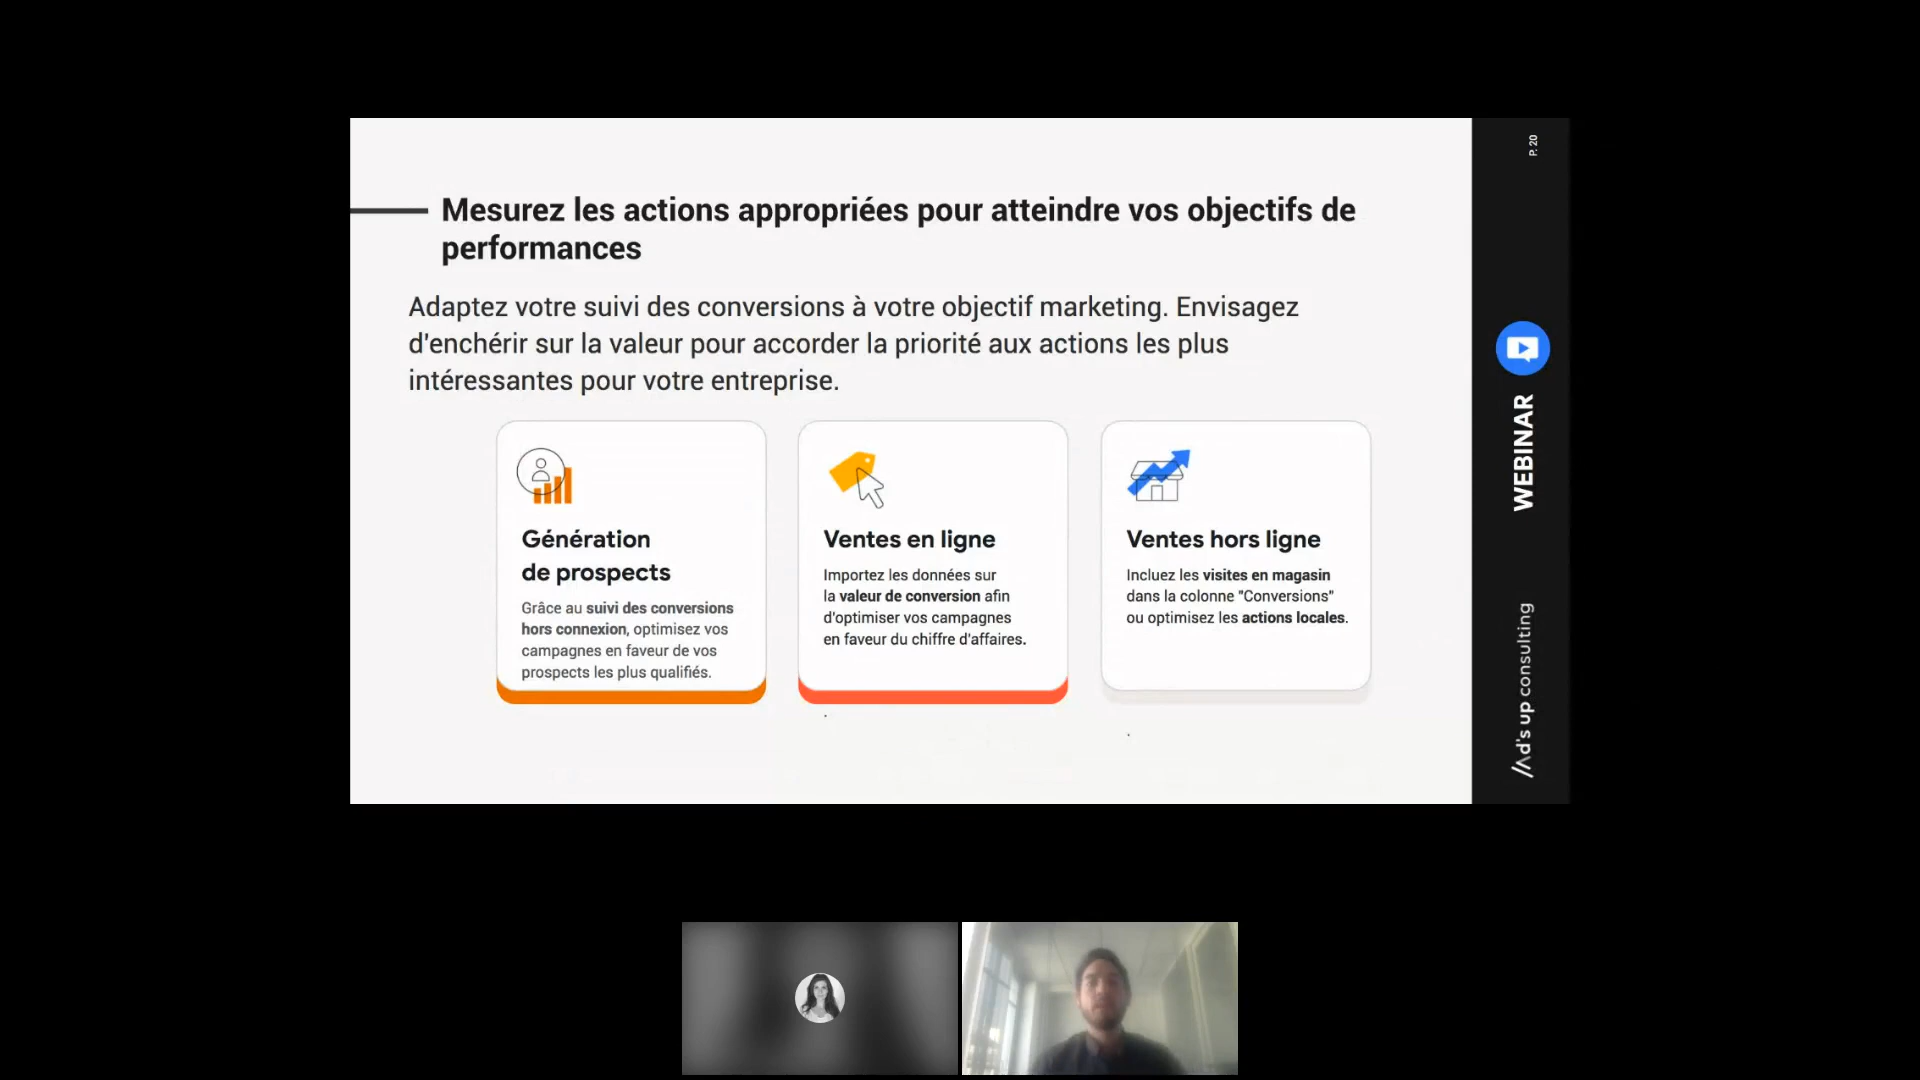 Mesurez les actions appropriées pour atteindre vos objectifs de
performances
Adaptez votre suivi des conversions à votre objectif marketing. Envisagez
d'enchérir sur la valeur pour accorder la priorité aux actions les plus
intéressantes pour votre entreprise.
Génération
de prospects
Grâce au suivi des conversions
hors connexion, optimisez vos
campagnes en faveur de vos
prospects les plus qualifiés.
Ventes en ligne
Importez les données sur
la valeur de conversion afin
d'optimiser vos campagnes
en faveur du chiffre d'affaires.
Ventes hors ligne
Incluez les visites en magasin
dans la colonne "Conversions"
ou optimisez les actions locales.
P. 20
WEBINAR
//\d's up consulting